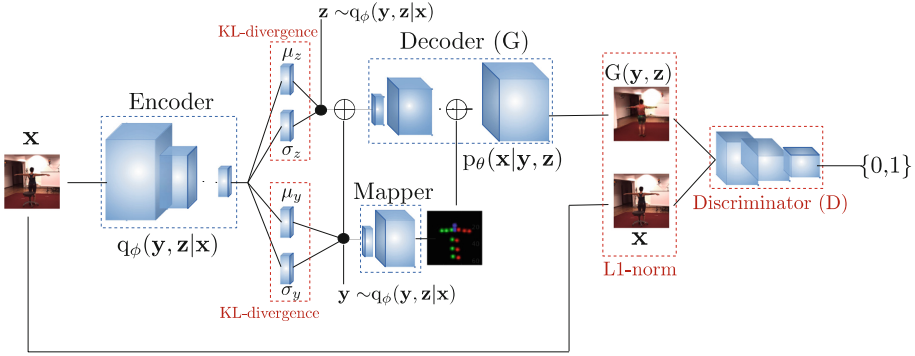 z ∼q_ϕ(y, z|x)
KL-divergence
μ_z
Decoder (G)
G(y, z)
Encoder
x
σ_z
p_θ(x|y, z)
{0,1}
μ_y
Mapper
Discriminator (D)
q_ϕ(y, z|x)
x
L1-norm
σ_y
y ∼q_ϕ(y, z|x)
KL-divergence